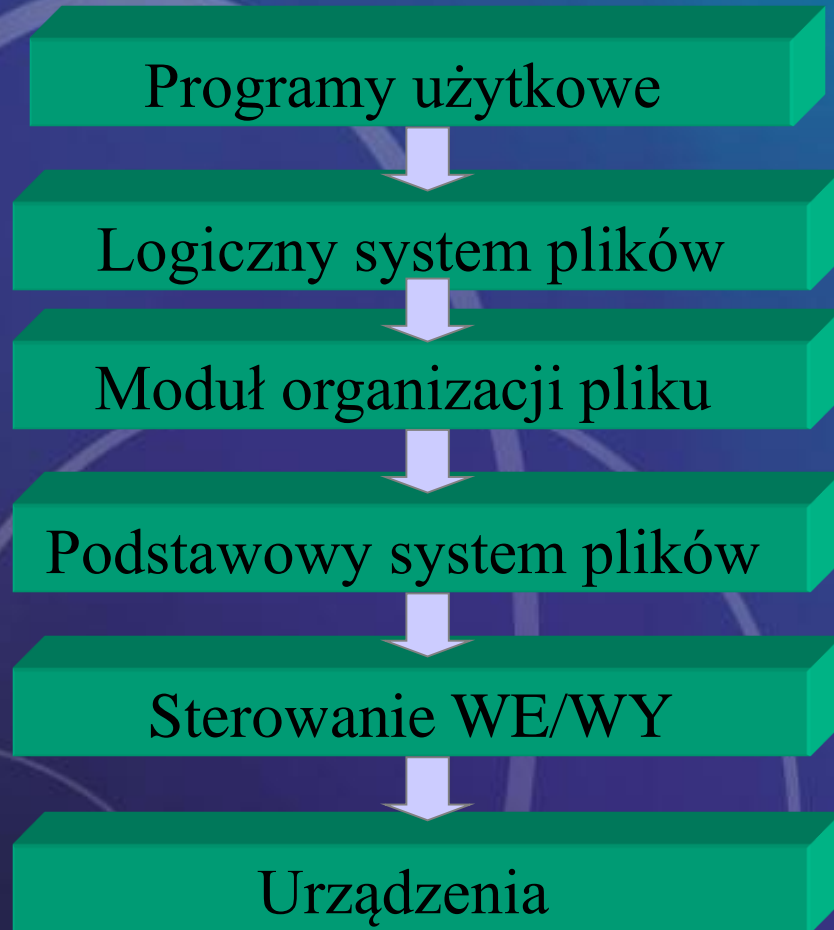 Programy użytkowe
Logiczny system plików
Moduł organizacji pliku
Podstawowy system plików
Sterowanie WE/WY
Urządzenia